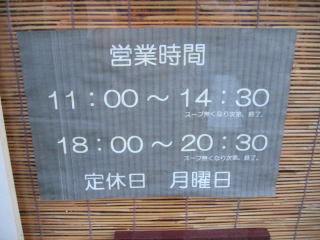 営業時間
11：00 ～ 14：30
スープ無くなり次第、終了。
18：00 ～ 20：30
スープ無くなり次第、終了。
定休日 月曜日